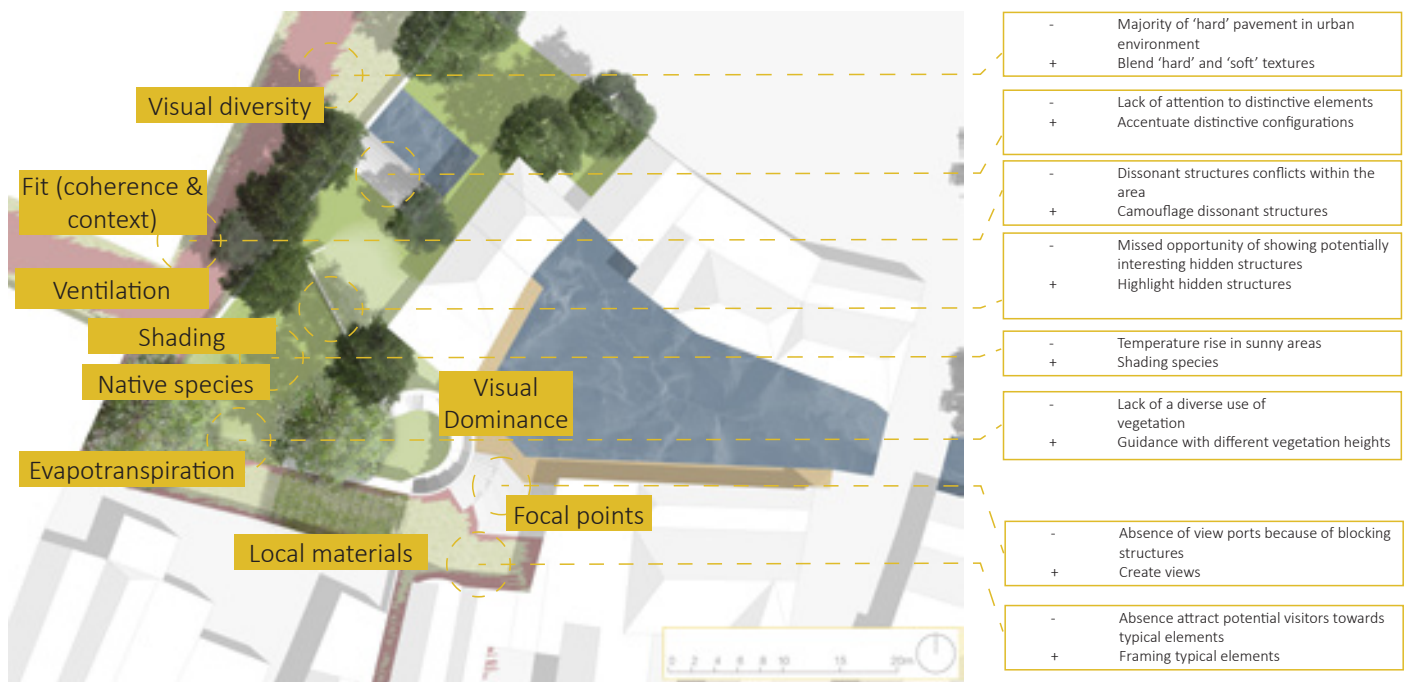 Visual diversity
Fit (coherence &
context)
Ventilation
Shading
Native species
Visual
Dominance
Evapotranspiration
Focal points
Local materials
0 2 4 6 8 10 15 20m
- Majority of ‘hard’ pavement in urban
environment
+ Blend ‘hard’ and ‘soft’ textures
- Lack of attention to distinctive elements
+ Accentuate distinctive configurations
- Dissonant structures conflicts within the
area
+ Camouflage dissonant structures
- Missed opportunity of showing potentially
interesting hidden structures
+ Highlight hidden structures
- Temperature rise in sunny areas
+ Shading species
- Lack of a diverse use of
vegetation
+ Guidance with different vegetation heights
- Absence of view ports because of blocking
structures
+ Create views
- Absence attract potential visitors towards
typical elements
+ Framing typical elements